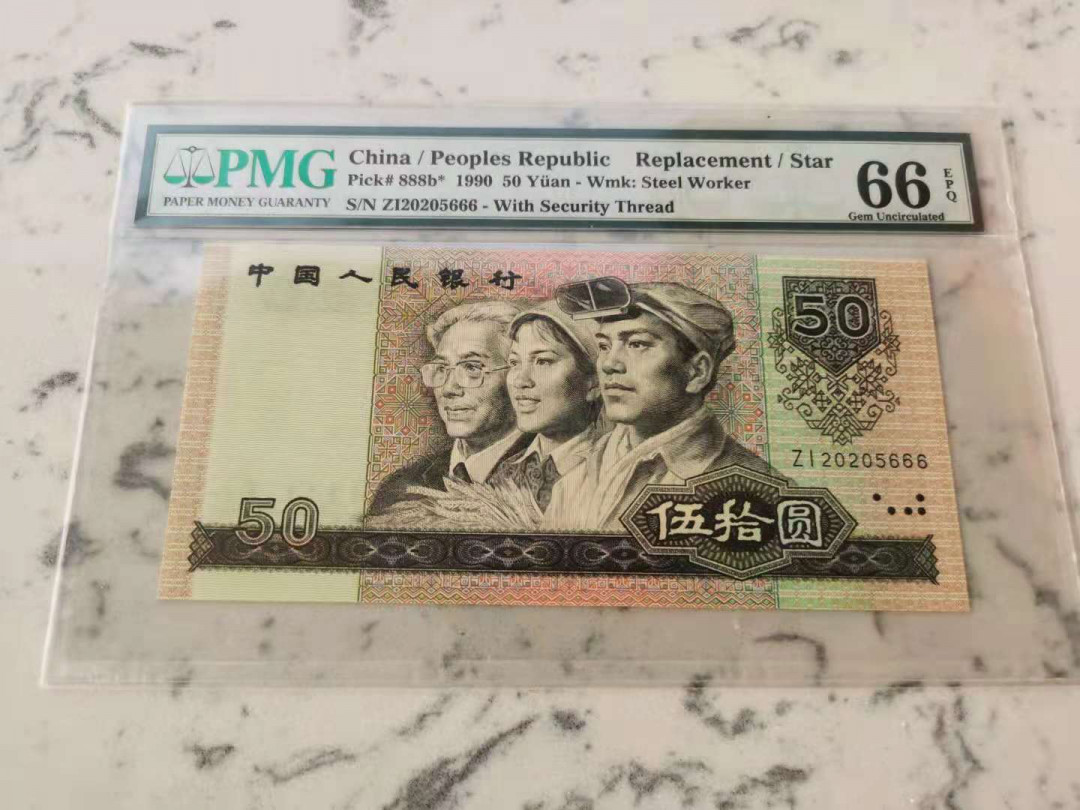 PMG
PAPER MONEY GUARANTY
China / Peoples Republic Replacement / Star
Pick# 888b* 1990 50 Yüan - Wmk: Steel Worker
S/N ZI20205666 - With Security Thread
66 EPQ
Gem Uncirculated
中国人民银行
50
ZI20205666
50
伍拾圆